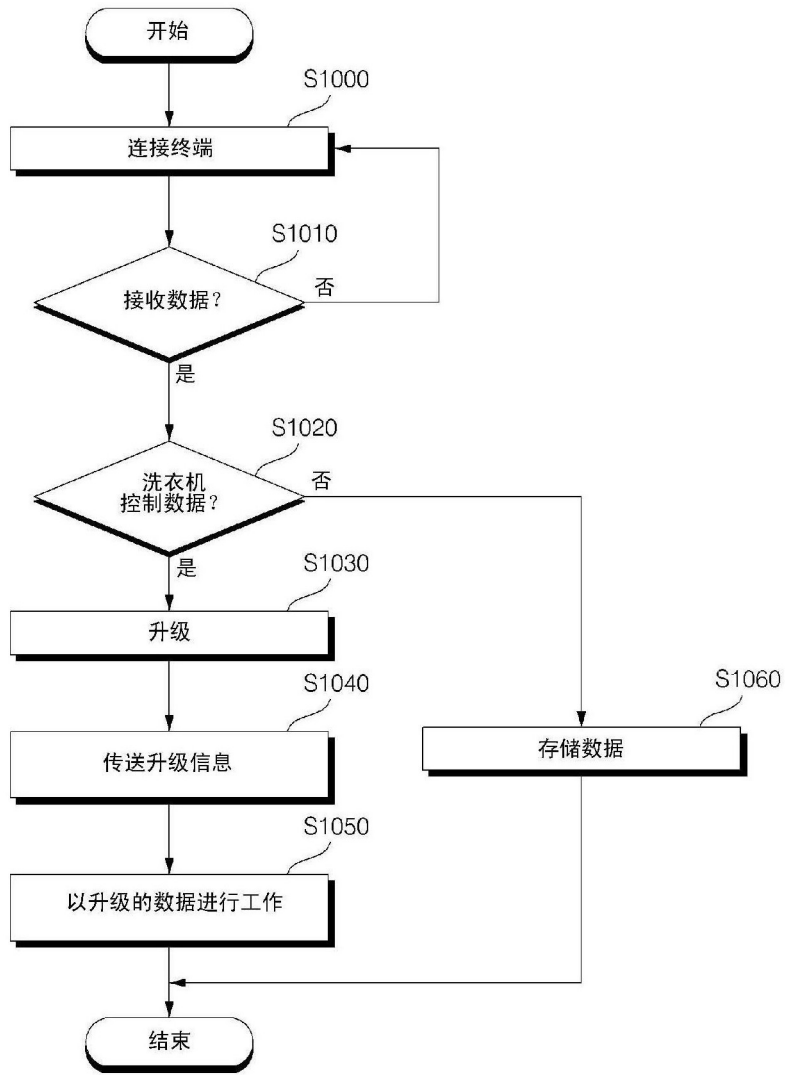 开始
S1000
连接终端
S1010
接收数据?
否
是
S1020
洗衣机
控制数据?
否
是
S1030
升级
S1040
传送升级信息
S1060
存储数据
S1050
以升级的数据进行工作
结束